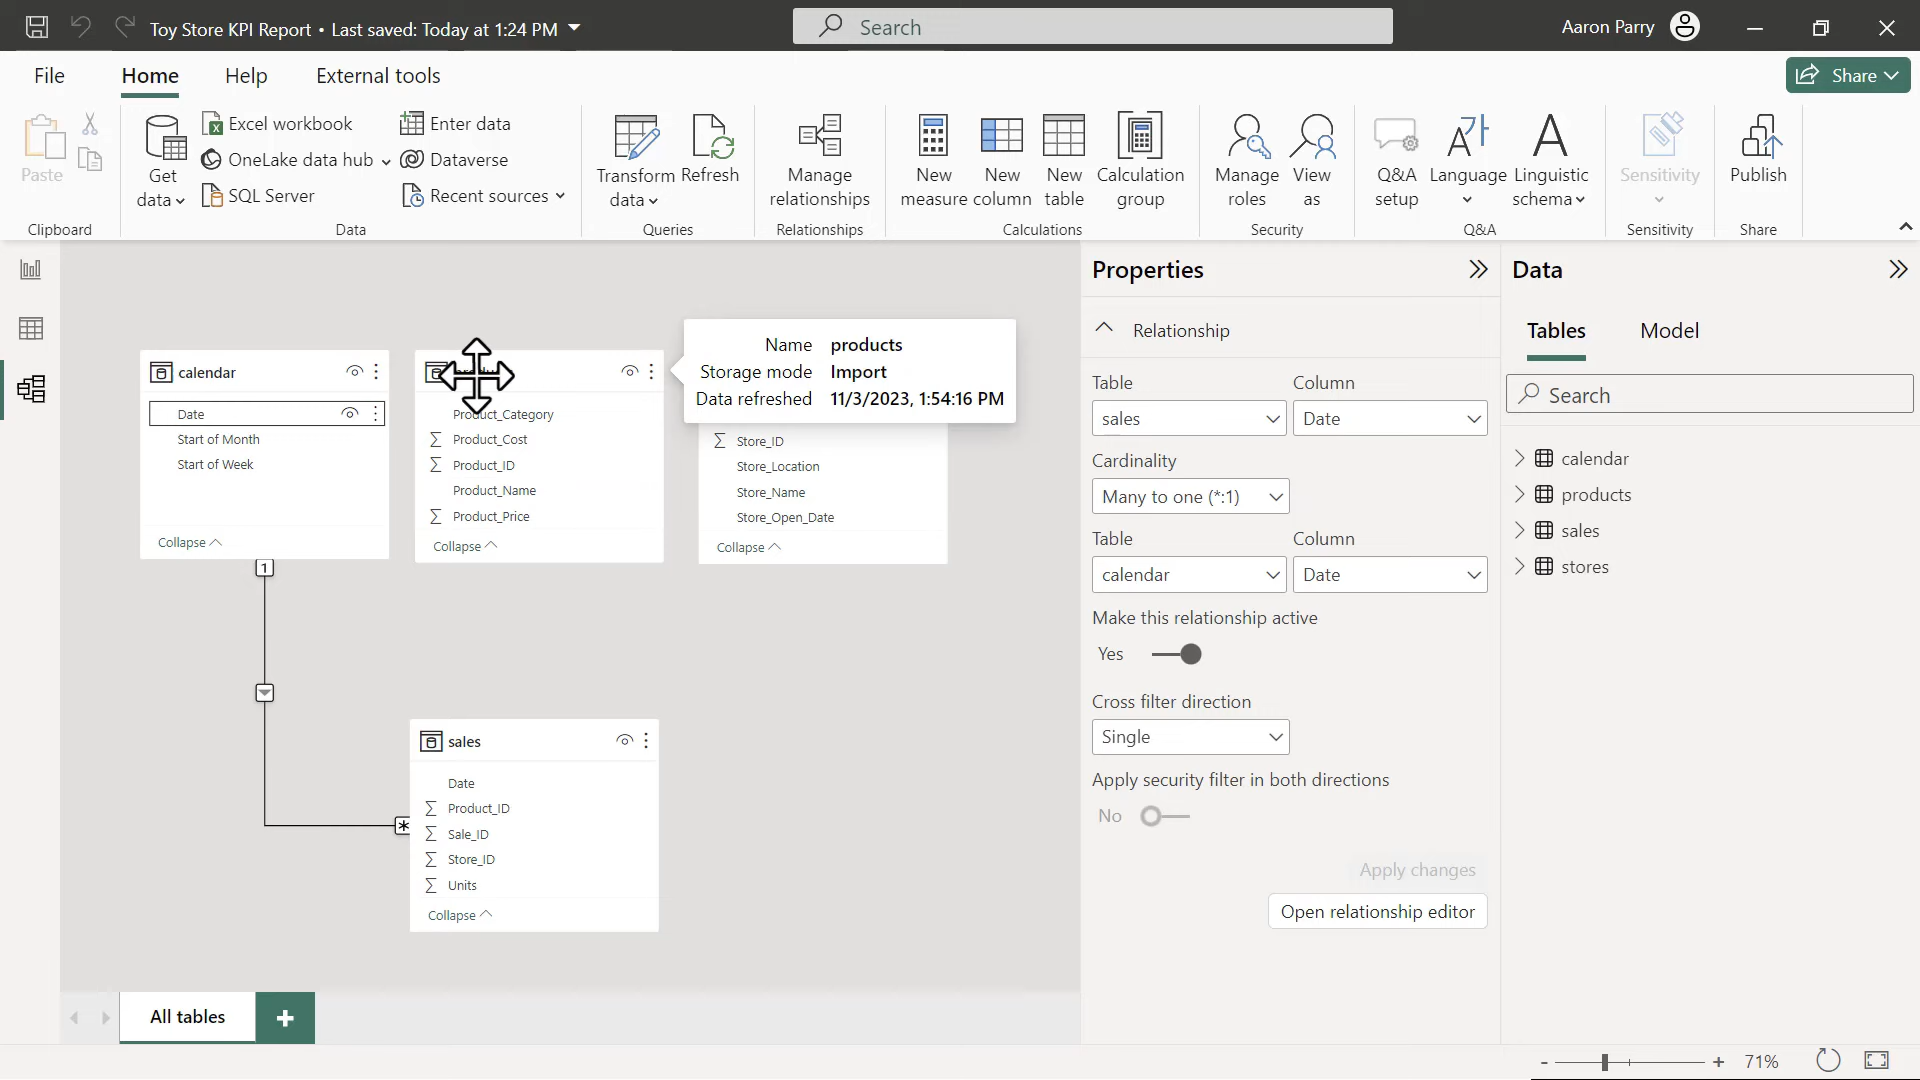 Toy Store KPI Report • Last saved: Today at 1:24 PM
Search
Aaron Parry
File
Home
Help
External tools
Share
Paste
Clipboard
Get data
Excel workbook
OneLake data hub
SQL Server
Enter data
Dataverse
Recent sources
Data
Transform data
Refresh
Queries
Manage relationships
Relationships
New measure
New column
New table
Calculation group
Calculations
Manage roles
View as
Security
Q&A setup
Language
Linguistic schema
Q&A
Sensitivity
Sensitivity
Publish
Share
calendar
Date
Start of Month
Start of Week
Collapse
1
Product_Category
Product_Cost
Product_ID
Product_Name
Product_Price
Collapse
Name products
Storage mode Import
Data refreshed 11/3/2023, 1:54:16 PM
Store_ID
Store_Location
Store_Name
Store_Open_Date
Collapse
sales
Date
Product_ID
Sale_ID
Store_ID
Units
Collapse
*
All tables
Properties
Relationship
Table Column
sales Date
Cardinality
Many to one (*:1)
Table Column
calendar Date
Make this relationship active
Yes
Cross filter direction
Single
Apply security filter in both directions
No
Apply changes
Open relationship editor
Data
Tables Model
Search
calendar
products
sales
stores
- + 71%